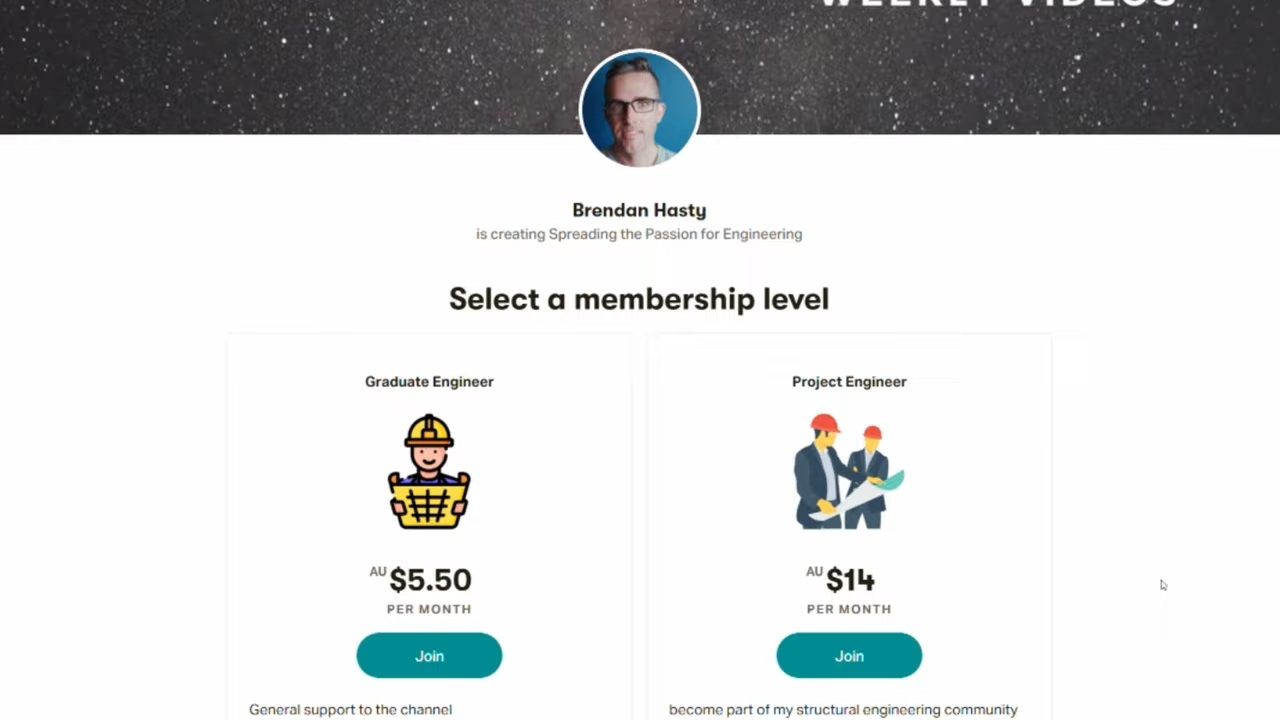 WEEKLY VIDEOS
Brendan Hasty
is creating Spreading the Passion for Engineering
Select a membership level
Graduate Engineer
Project Engineer
AU $5.50
PER MONTH
AU $14
PER MONTH
Join
Join
General support to the channel
become part of my structural engineering community